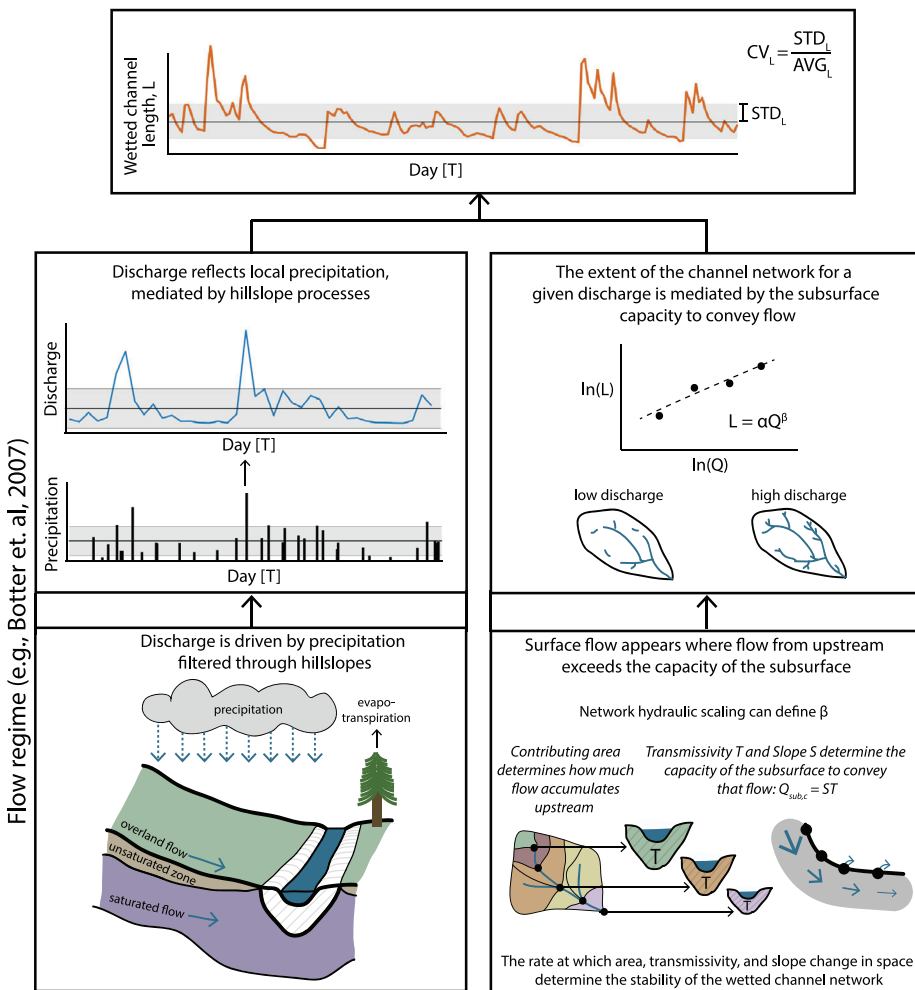 Wetted channel
length, L
CV_L = STD_L / AVG_L
STD_L
Day [T]
Flow regime (e.g., Botter et. al, 2007)
Discharge reflects local precipitation,
mediated by hillslope processes
Discharge
Day [T]
Precipitation
Day [T]
The extent of the channel network for a
given discharge is mediated by the subsurface
capacity to convey flow
ln(L)
L = αQ^β
ln(Q)
low discharge
high discharge
Discharge is driven by precipitation
filtered through hillslopes
precipitation
evapo-
transpiration
overland flow
unsaturated zone
saturated flow
Surface flow appears where flow from upstream
exceeds the capacity of the subsurface
Network hydraulic scaling can define β
Contributing area
determines how much
flow accumulates
upstream
Transmissivity T and Slope S determine the
capacity of the subsurface to convey
that flow: Q_sub,c = ST
T
T
T
The rate at which area, transmissivity, and slope change in space
determine the stability of the wetted channel network